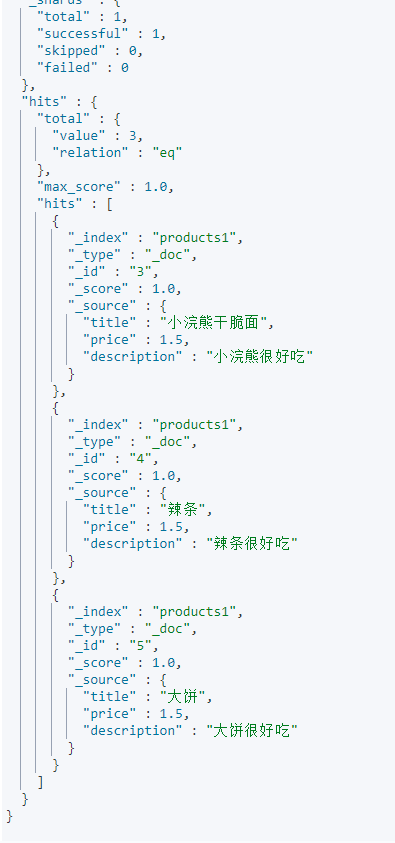 "_shards" : {
"total" : 1,
"successful" : 1,
"skipped" : 0,
"failed" : 0
},
"hits" : {
"total" : {
"value" : 3,
"relation" : "eq"
},
"max_score" : 1.0,
"hits" : [
{
"_index" : "products1",
"_type" : "_doc",
"_id" : "3",
"_score" : 1.0,
"_source" : {
"title" : "小浣熊干脆面",
"price" : 1.5,
"description" : "小浣熊很好吃"
}
},
{
"_index" : "products1",
"_type" : "_doc",
"_id" : "4",
"_score" : 1.0,
"_source" : {
"title" : "辣条",
"price" : 1.5,
"description" : "辣条很好吃"
}
},
{
"_index" : "products1",
"_type" : "_doc",
"_id" : "5",
"_score" : 1.0,
"_source" : {
"title" : "大饼",
"price" : 1.5,
"description" : "大饼很好吃"
}
}
]
}
}